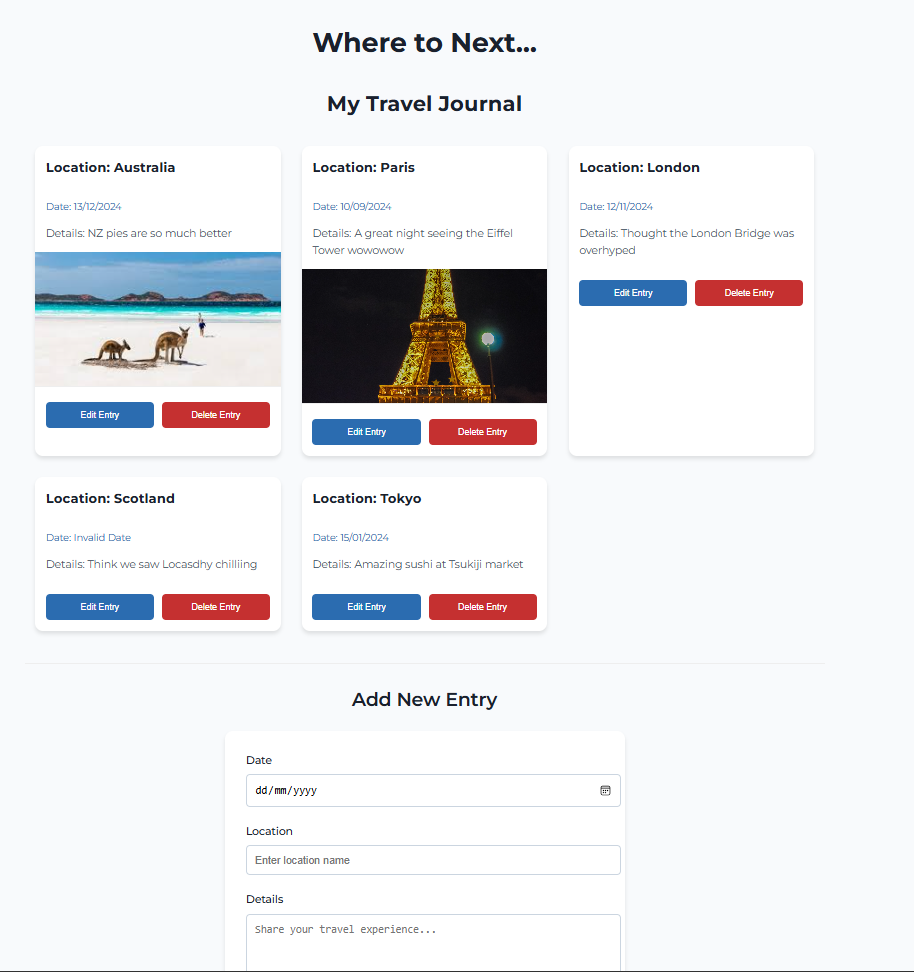 Where to Next...
My Travel Journal
Location: Australia
Date: 13/12/2024
Details: NZ pies are so much better
Edit Entry
Delete Entry
Location: Paris
Date: 10/09/2024
Details: A great night seeing the Eiffel
Tower wowowow
Edit Entry
Delete Entry
Location: London
Date: 12/11/2024
Details: Thought the London Bridge was
overhyped
Edit Entry
Delete Entry
Location: Scotland
Date: Invalid Date
Details: Think we saw Locasdhy chilliing
Edit Entry
Delete Entry
Location: Tokyo
Date: 15/01/2024
Details: Amazing sushi at Tsukiji market
Edit Entry
Delete Entry
Add New Entry
Date
dd/mm/yyyy
Location
Enter location name
Details
Share your travel experience...